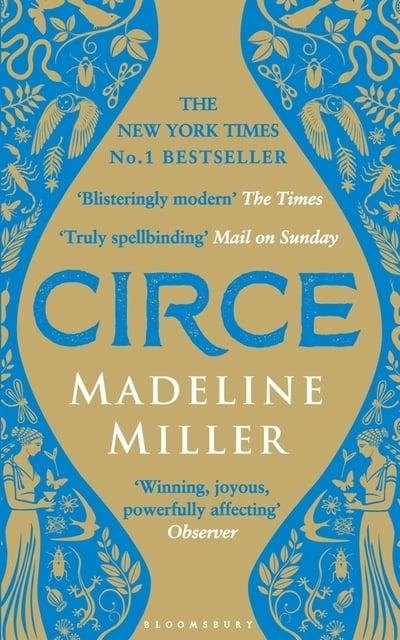 THE
NEW YORK TIMES
No.1 BESTSELLER
‘Blisteringly modern’ The Times
‘Truly spellbinding’ Mail on Sunday
CIRCE
MADELINE
MILLER
‘Winning, joyous,
powerfully affecting’
Observer
BLOOMSBURY